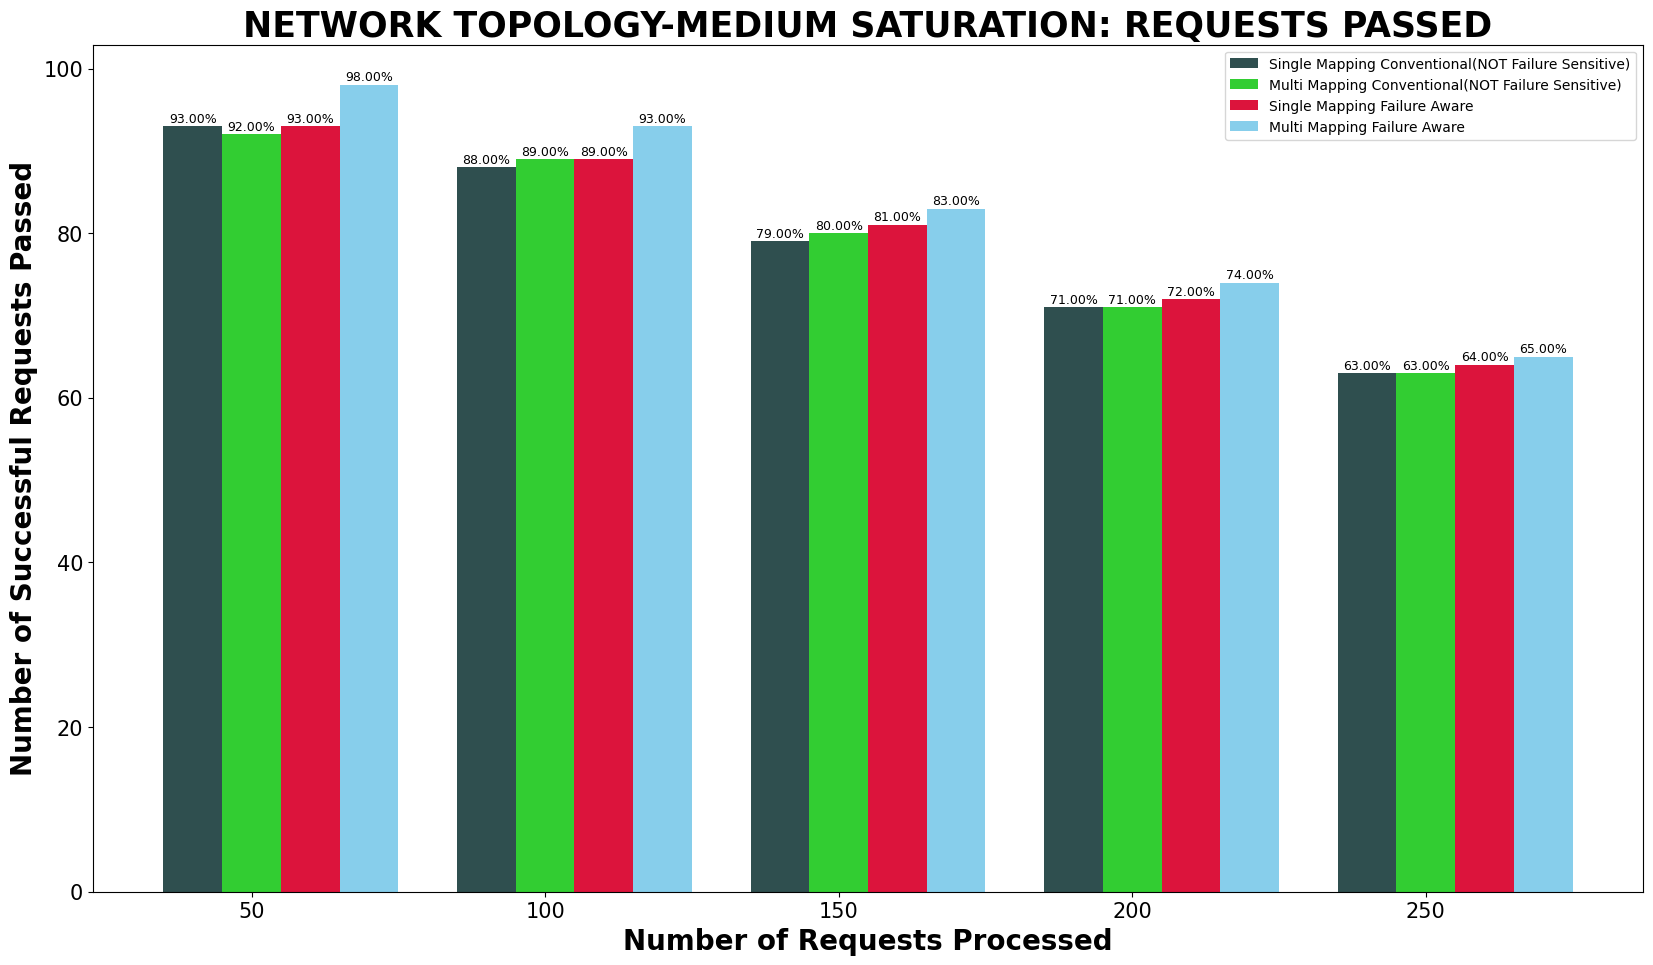 NETWORK TOPOLOGY-MEDIUM SATURATION: REQUESTS PASSED
Single Mapping Conventional(NOT Failure Sensitive)
Multi Mapping Conventional(NOT Failure Sensitive)
Single Mapping Failure Aware
Multi Mapping Failure Aware
Number of Successful Requests Passed
100
80
60
40
20
0
93.00% 92.00% 93.00% 98.00%
88.00% 89.00% 89.00% 93.00%
79.00% 80.00% 81.00% 83.00%
71.00% 71.00% 72.00% 74.00%
63.00% 63.00% 64.00% 65.00%
50 100 150 200 250
Number of Requests Processed